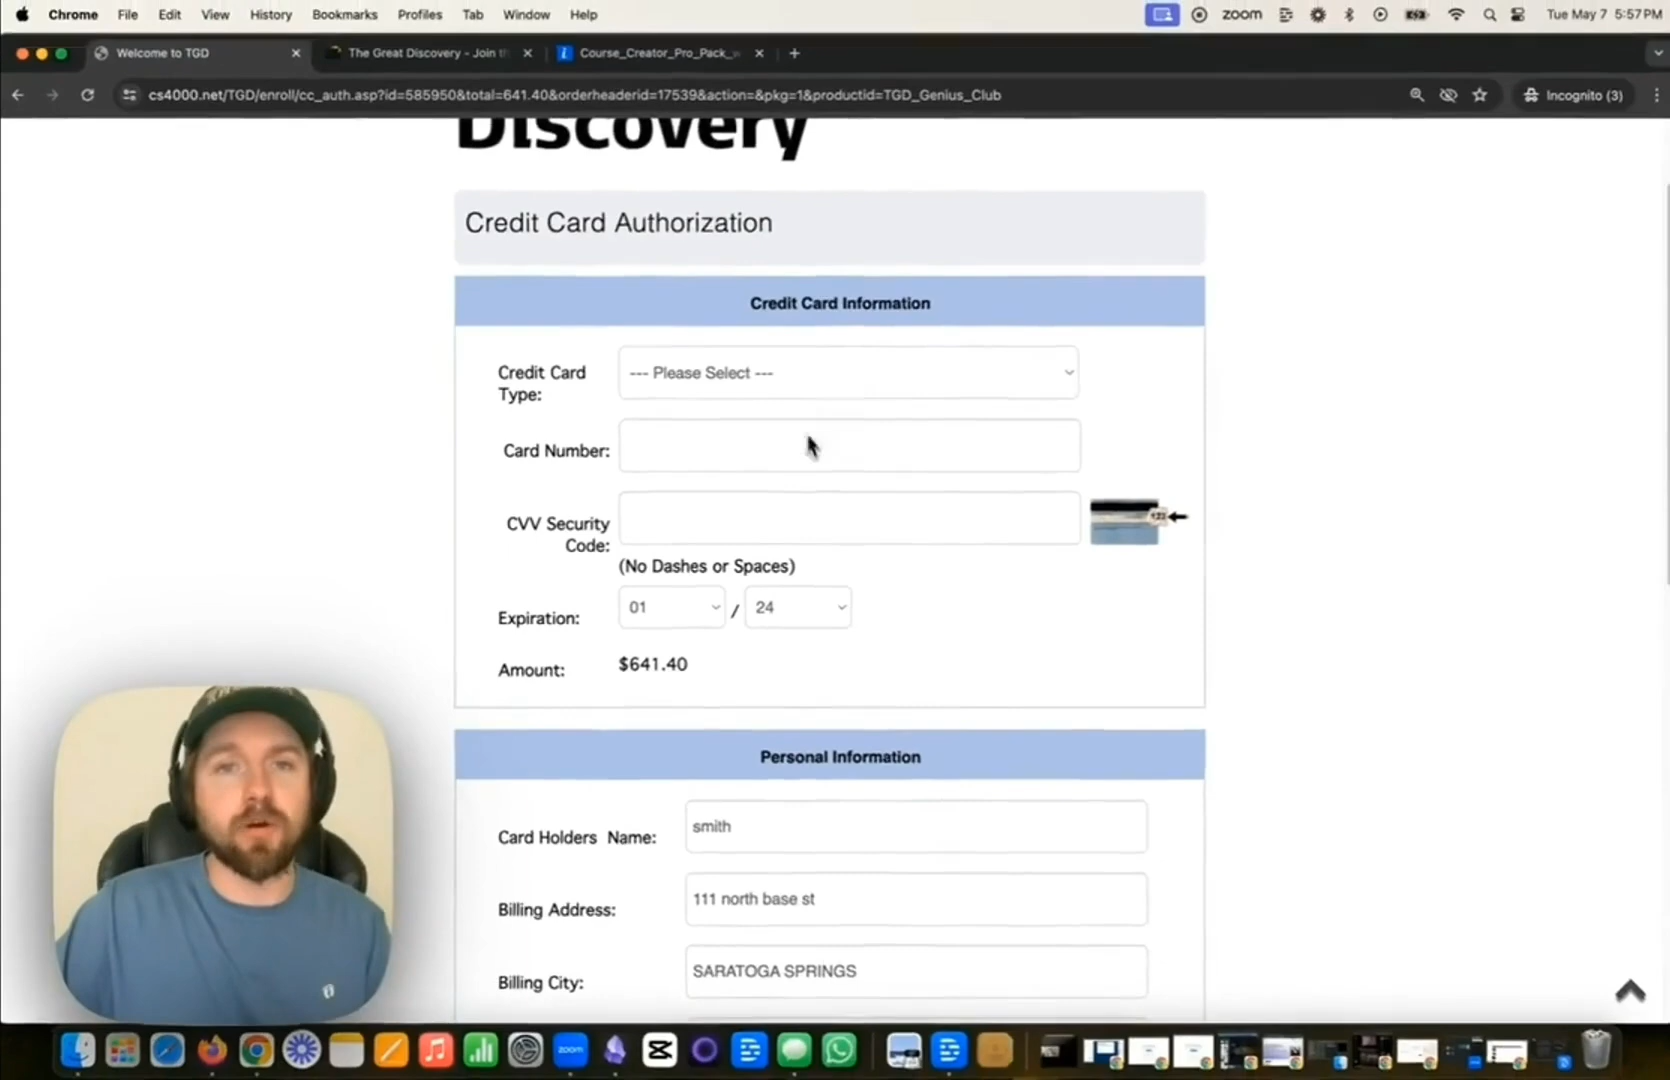 Chrome File Edit View History Bookmarks Profiles Tab Window Help zoom Tue May 7 5:57 PM
Welcome to TGD The Great Discovery - Join t Course_Creator_Pro_Pack_
cs4000.net/TGD/enroll/cc_auth.asp?id=585950&total=641.40&orderheaderid=17539&action=&pkg=1&productid=TGD_Genius_Club Incognito (3)
Discovery
Credit Card Authorization
Credit Card Information
Credit Card
Type:
--- Please Select ---
Card Number:
CVV Security
Code:
(No Dashes or Spaces)
Expiration: 01 / 24
Amount: $641.40
Personal Information
Card Holders Name: smith
Billing Address: 111 north base st
Billing City: SARATOGA SPRINGS
zoom